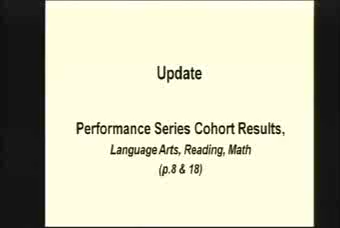 Update
Performance Series Cohort Results,
Language Arts, Reading, Math
(p.8 & 18)